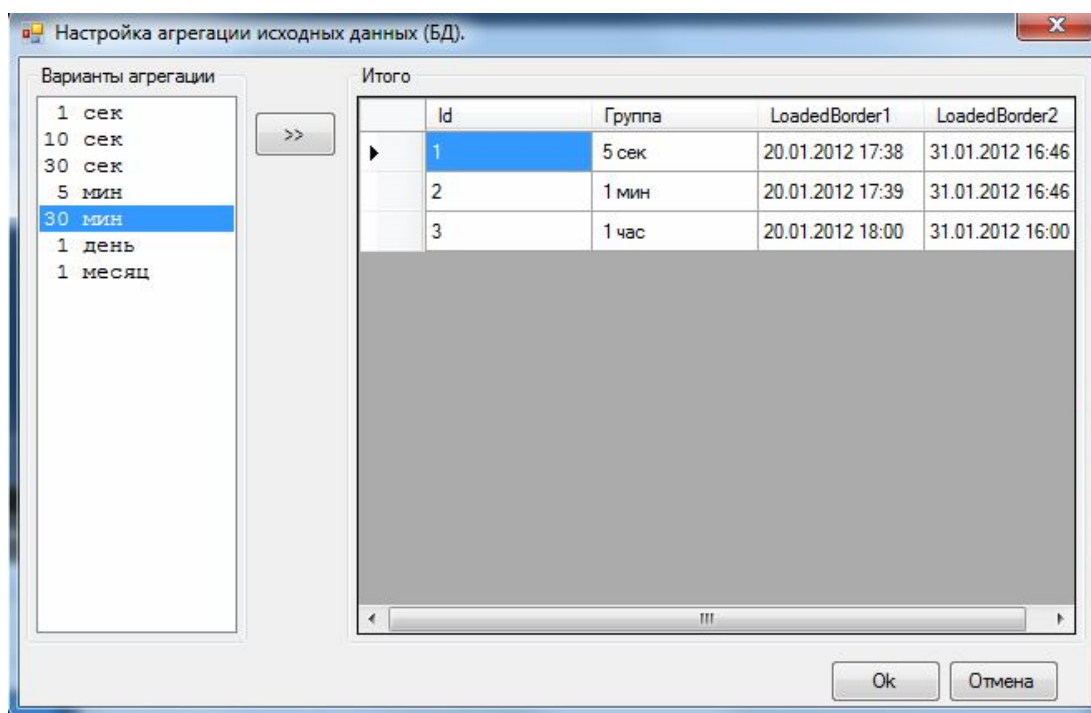 Настройка агрегации исходных данных (БД).
Варианты агрегации
1 сек
10 сек
30 сек
5 мин
30 мин
1 день
1 месяц
>>
Итого
Id Группа LoadedBorder1 LoadedBorder2
1 5 сек 20.01.2012 17:38 31.01.2012 16:46
2 1 мин 20.01.2012 17:39 31.01.2012 16:46
3 1 час 20.01.2012 18:00 31.01.2012 16:00
Ok Отмена